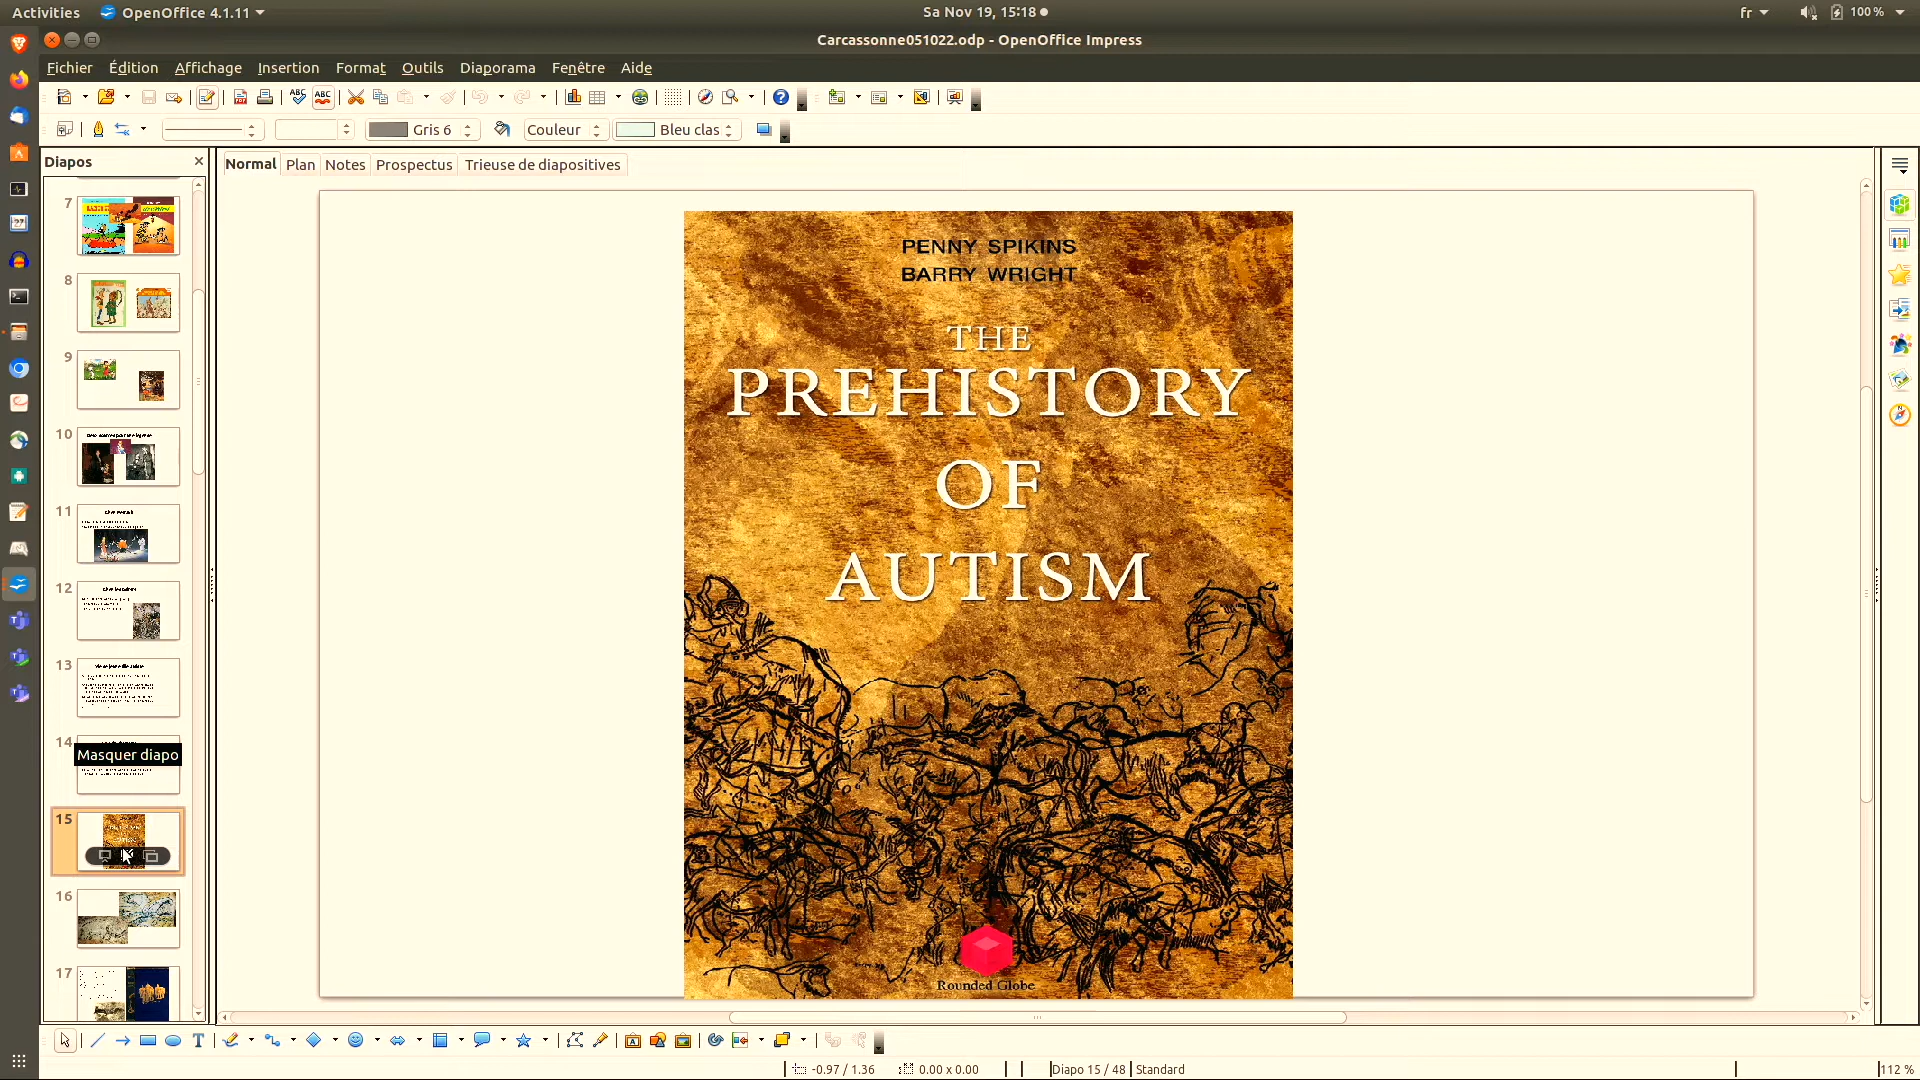 Activities
OpenOffice 4.1.11
Sa Nov 19, 15:18
fr
100 %
Carcassonne051022.odp - OpenOffice Impress
Fichier
Édition
Affichage
Insertion
Format
Outils
Diaporama
Fenêtre
Aide
Gris 6
Couleur
Bleu clas
Diapos
Normal
Plan
Notes
Prospectus
Trieuse de diapositives
7
8
9
10
11
12
13
14
Masquer diapo
15
16
17
PENNY SPIKINS
BARRY WRIGHT
THE
PREHISTORY
OF
AUTISM
Rounded Globe
-0.97 / 1.36
0.00 x 0.00
Diapo 15 / 48
Standard
112 %